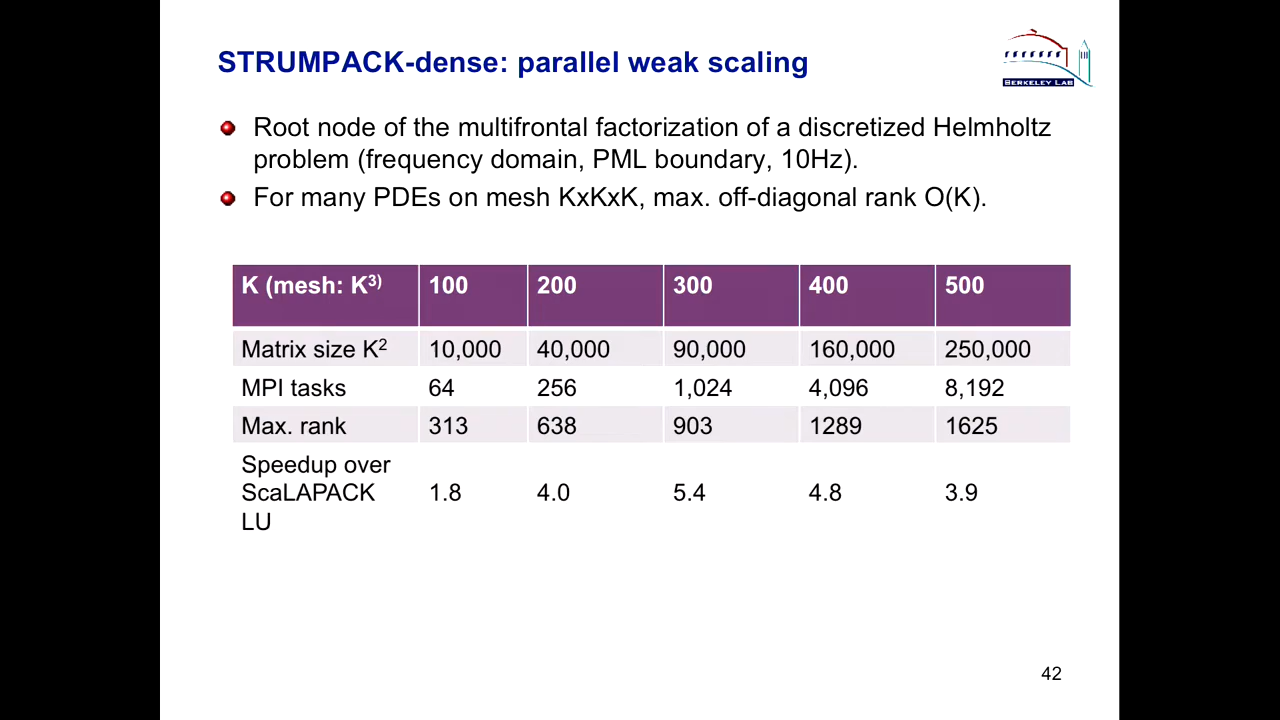 STRUMPACK-dense: parallel weak scaling
BERKELEY LAB
Root node of the multifrontal factorization of a discretized Helmholtz
problem (frequency domain, PML boundary, 10Hz).
For many PDEs on mesh KxKxK, max. off-diagonal rank O(K).
K (mesh: K³⁾ 100 200 300 400 500
Matrix size K² 10,000 40,000 90,000 160,000 250,000
MPI tasks 64 256 1,024 4,096 8,192
Max. rank 313 638 903 1289 1625
Speedup over
ScaLAPACK 1.8 4.0 5.4 4.8 3.9
LU
42